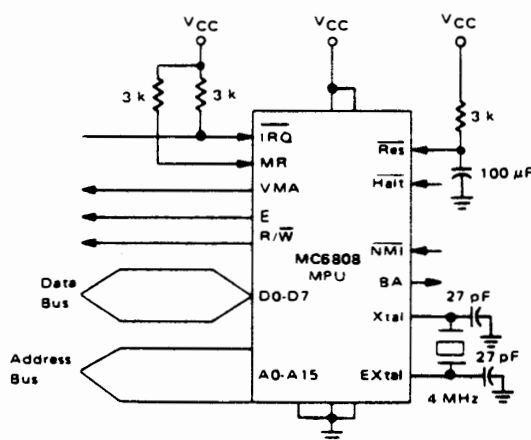 VCC
VCC
VCC
3 k
3 k
3 k
IRQ
MR
VMA
E
R/W
Res
Halt
100 μF
MC6808
MPU
NMI
BA
27 pF
Data
Bus
D0-D7
Xtal
27 pF
Address
Bus
A0-A15
EXtal
4 MHz